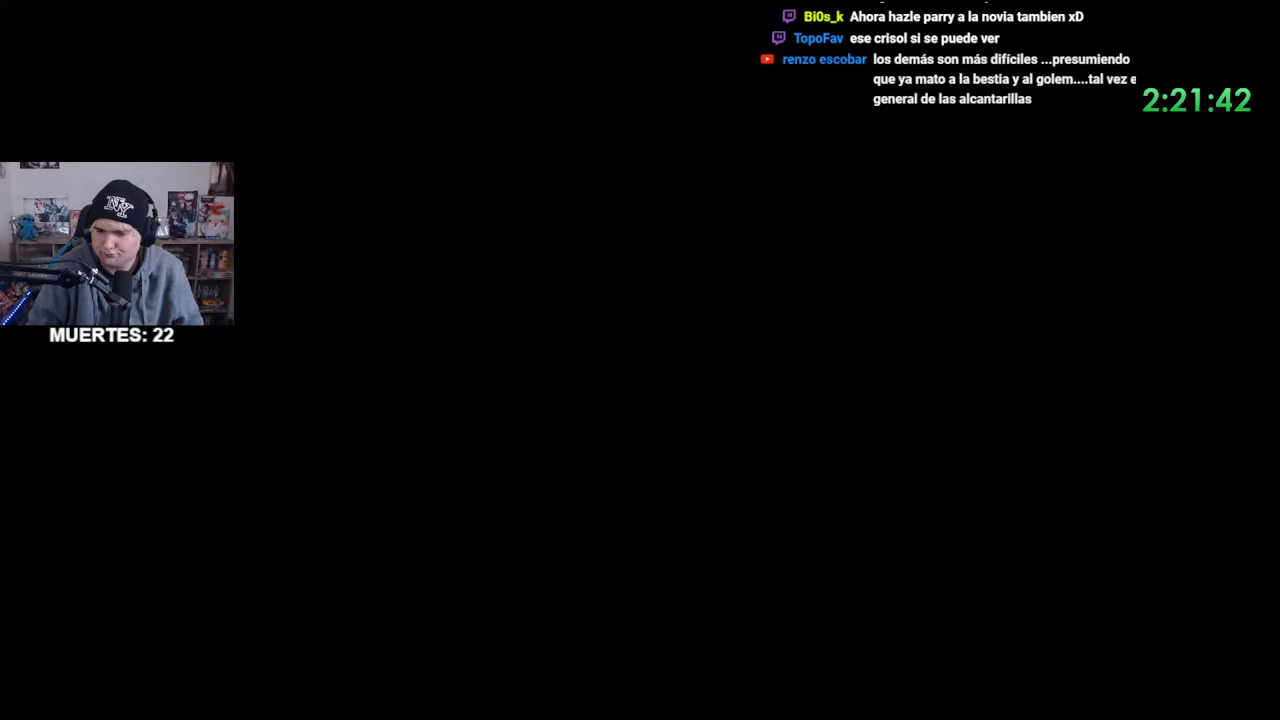 Bi0s_k Ahora hazle parry a la novia tambien xD
TopoFav ese crisol si se puede ver
renzo escobar los demás son más difíciles ...presumiendo
que ya mato a la bestia y al golem....tal vez e
general de las alcantarillas
2:21:42
NY
MUERTES: 22